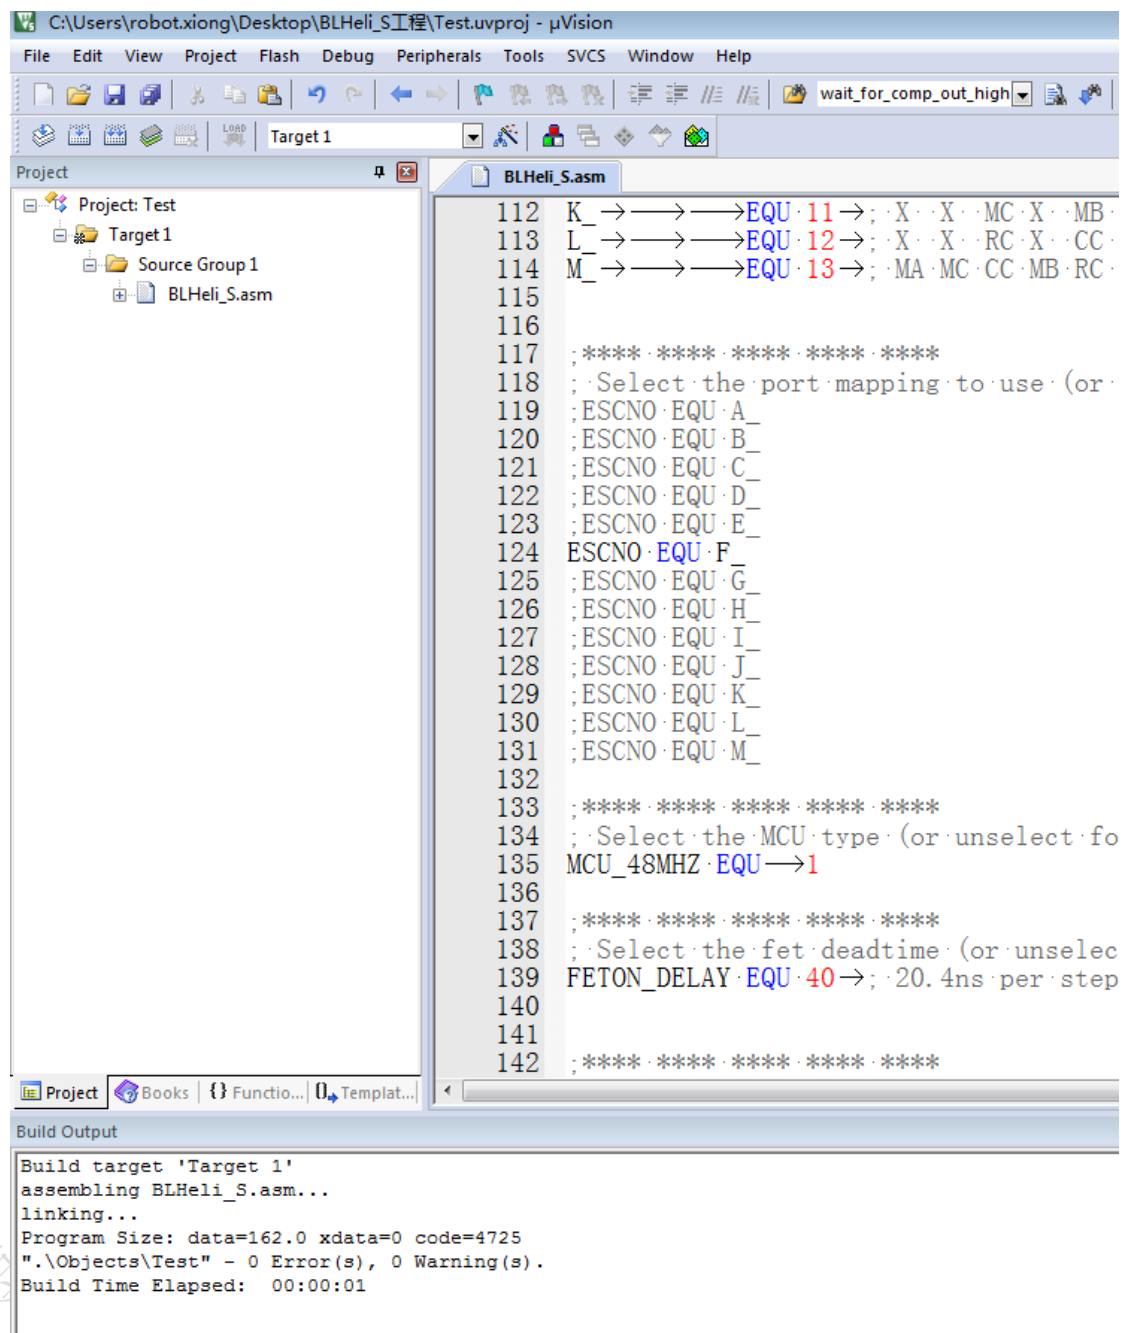 C:\Users\robot.xiong\Desktop\BLHeli_S工程\Test.uvproj - µVision
File Edit View Project Flash Debug Peripherals Tools SVCS Window Help
wait_for_comp_out_high
LOAD Target 1
Project
BLHeli_S.asm
Project: Test
Target 1
Source Group 1
BLHeli_S.asm
112 K_ EQU 11 ; X X MC X MB
113 L_ EQU 12 ; X X RC X CC
114 M_ EQU 13 ; MA MC CC MB RC
115
116
117 ;**** **** **** **** ****
118 ; Select the port mapping to use (or
119 ;ESCNO EQU A_
120 ;ESCNO EQU B_
121 ;ESCNO EQU C_
122 ;ESCNO EQU D_
123 ;ESCNO EQU E_
124 ESCNO EQU F_
125 ;ESCNO EQU G_
126 ;ESCNO EQU H_
127 ;ESCNO EQU I_
128 ;ESCNO EQU J_
129 ;ESCNO EQU K_
130 ;ESCNO EQU L_
131 ;ESCNO EQU M_
132
133 ;**** **** **** **** ****
134 ; Select the MCU type (or unselect fo
135 MCU_48MHZ EQU 1
136
137 ;**** **** **** **** ****
138 ; Select the fet deadtime (or unselec
139 FETON_DELAY EQU 40 ; 20.4ns per step
140
141
142 ;**** **** **** **** ****
Project Books {} Functio... 0 Templat...
Build Output
Build target 'Target 1'
assembling BLHeli_S.asm...
linking...
Program Size: data=162.0 xdata=0 code=4725
".\Objects\Test" - 0 Error(s), 0 Warning(s).
Build Time Elapsed:  00:00:01